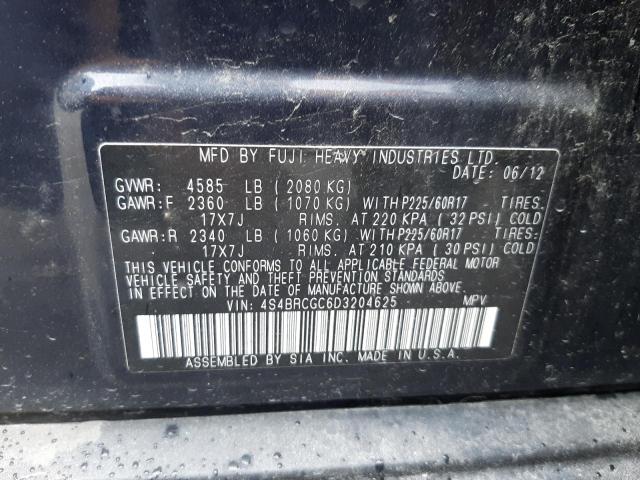 MFD BY FUJI HEAVY INDUSTRIES LTD.
DATE: 06/12
GVWR: 4585 LB (2080 KG)
GAWR:F 2360 LB (1070 KG) WITHP225/60R17 TIRES.
17X7J RIMS. AT 220 KPA (32 PSI) COLD
GAWR:R 2340 LB (1060 KG) WITHP225/60R17 TIRES:
17X7J RIMS. AT 210 KPA (30 PSI) COLD
THIS VEHICLE CONFORMS TO ALL APPLICABLE FEDERAL MOTOR
VEHICLE SAFETY AND THEFT PREVENTION STANDARDS IN EFFECT ON
THE DATE OF MANUFACTURE SHOWN ABOVE.
VIN: 4S4BRCGC6D3204625 MPV
ASSEMBLED BY SIA INC. MADE IN U.S.A.